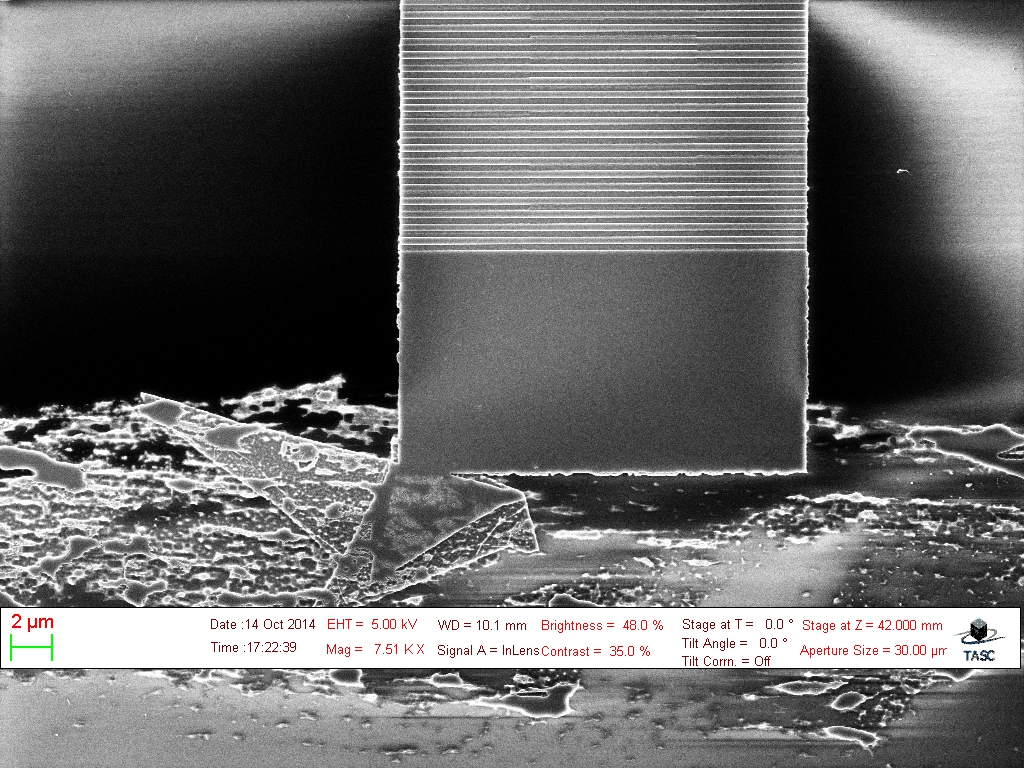 2 µm
Date :14 Oct 2014 EHT = 5.00 kV WD = 10.1 mm Brightness = 48.0 % Stage at T = 0.0 ° Stage at Z = 42.000 mm
Time :17:22:39 Mag = 7.51 K X Signal A = InLens Contrast = 35.0 % Tilt Angle = 0.0 ° Aperture Size = 30.00 µm
Tilt Corrn. = Off
TASC